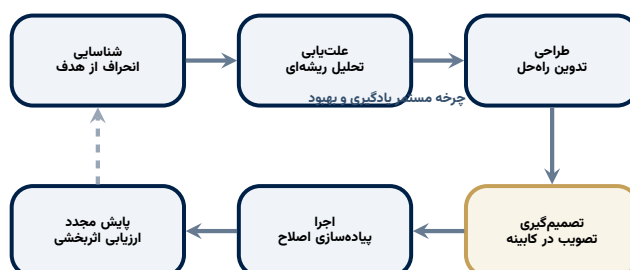 شناسایی
انحراف از هدف
علت‌یابی
تحلیل ریشه‌ای
طراحی
تدوین راه‌حل
چرخه مستمر یادگیری و بهبود
تصمیم‌گیری
تصویب در کابینه
اجرا
پیاده‌سازی اصلاح
پایش مجدد
ارزیابی اثربخشی